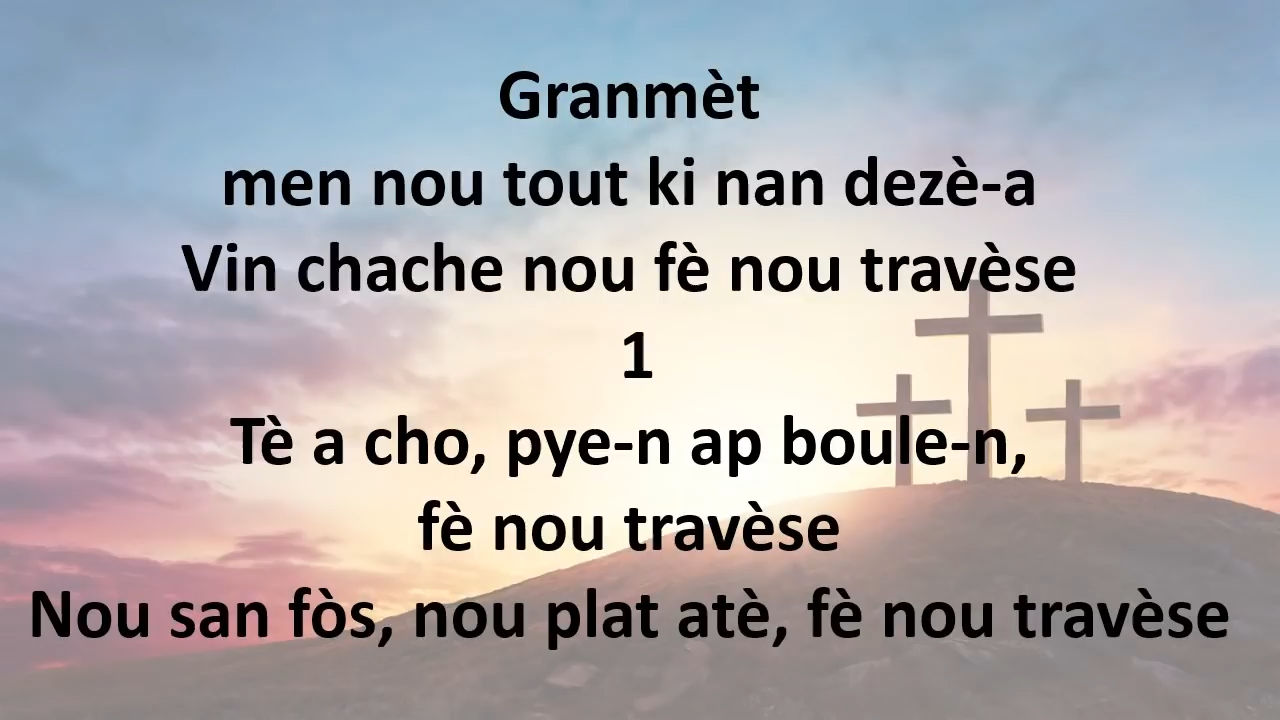 Granmèt
men nou tout ki nan dezè-a
Vin chache nou fè nou travèse
1
Tè a cho, pye-n ap boule-n,
fè nou travèse
Nou san fòs, nou plat atè, fè nou travèse